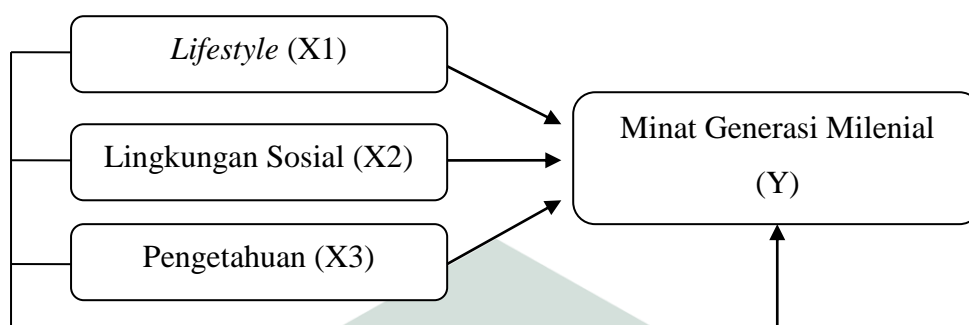 Lifestyle (X1)
Lingkungan Sosial (X2)
Pengetahuan (X3)
Minat Generasi Milenial
(Y)